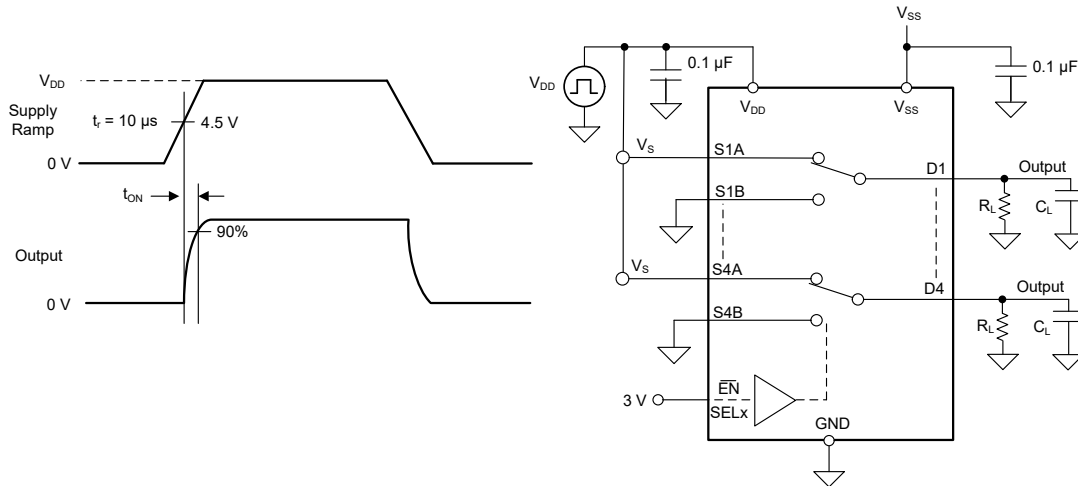 V_DD
Supply Ramp
t_r = 10 µs
4.5 V
0 V
t_ON
90%
Output
0 V
V_SS
0.1 µF
0.1 µF
V_DD
V_DD
V_SS
V_S
S1A
D1
Output
S1B
R_L
C_L
V_S
S4A
D4
Output
S4B
R_L
C_L
3 V
E̅N̅
SELx
GND